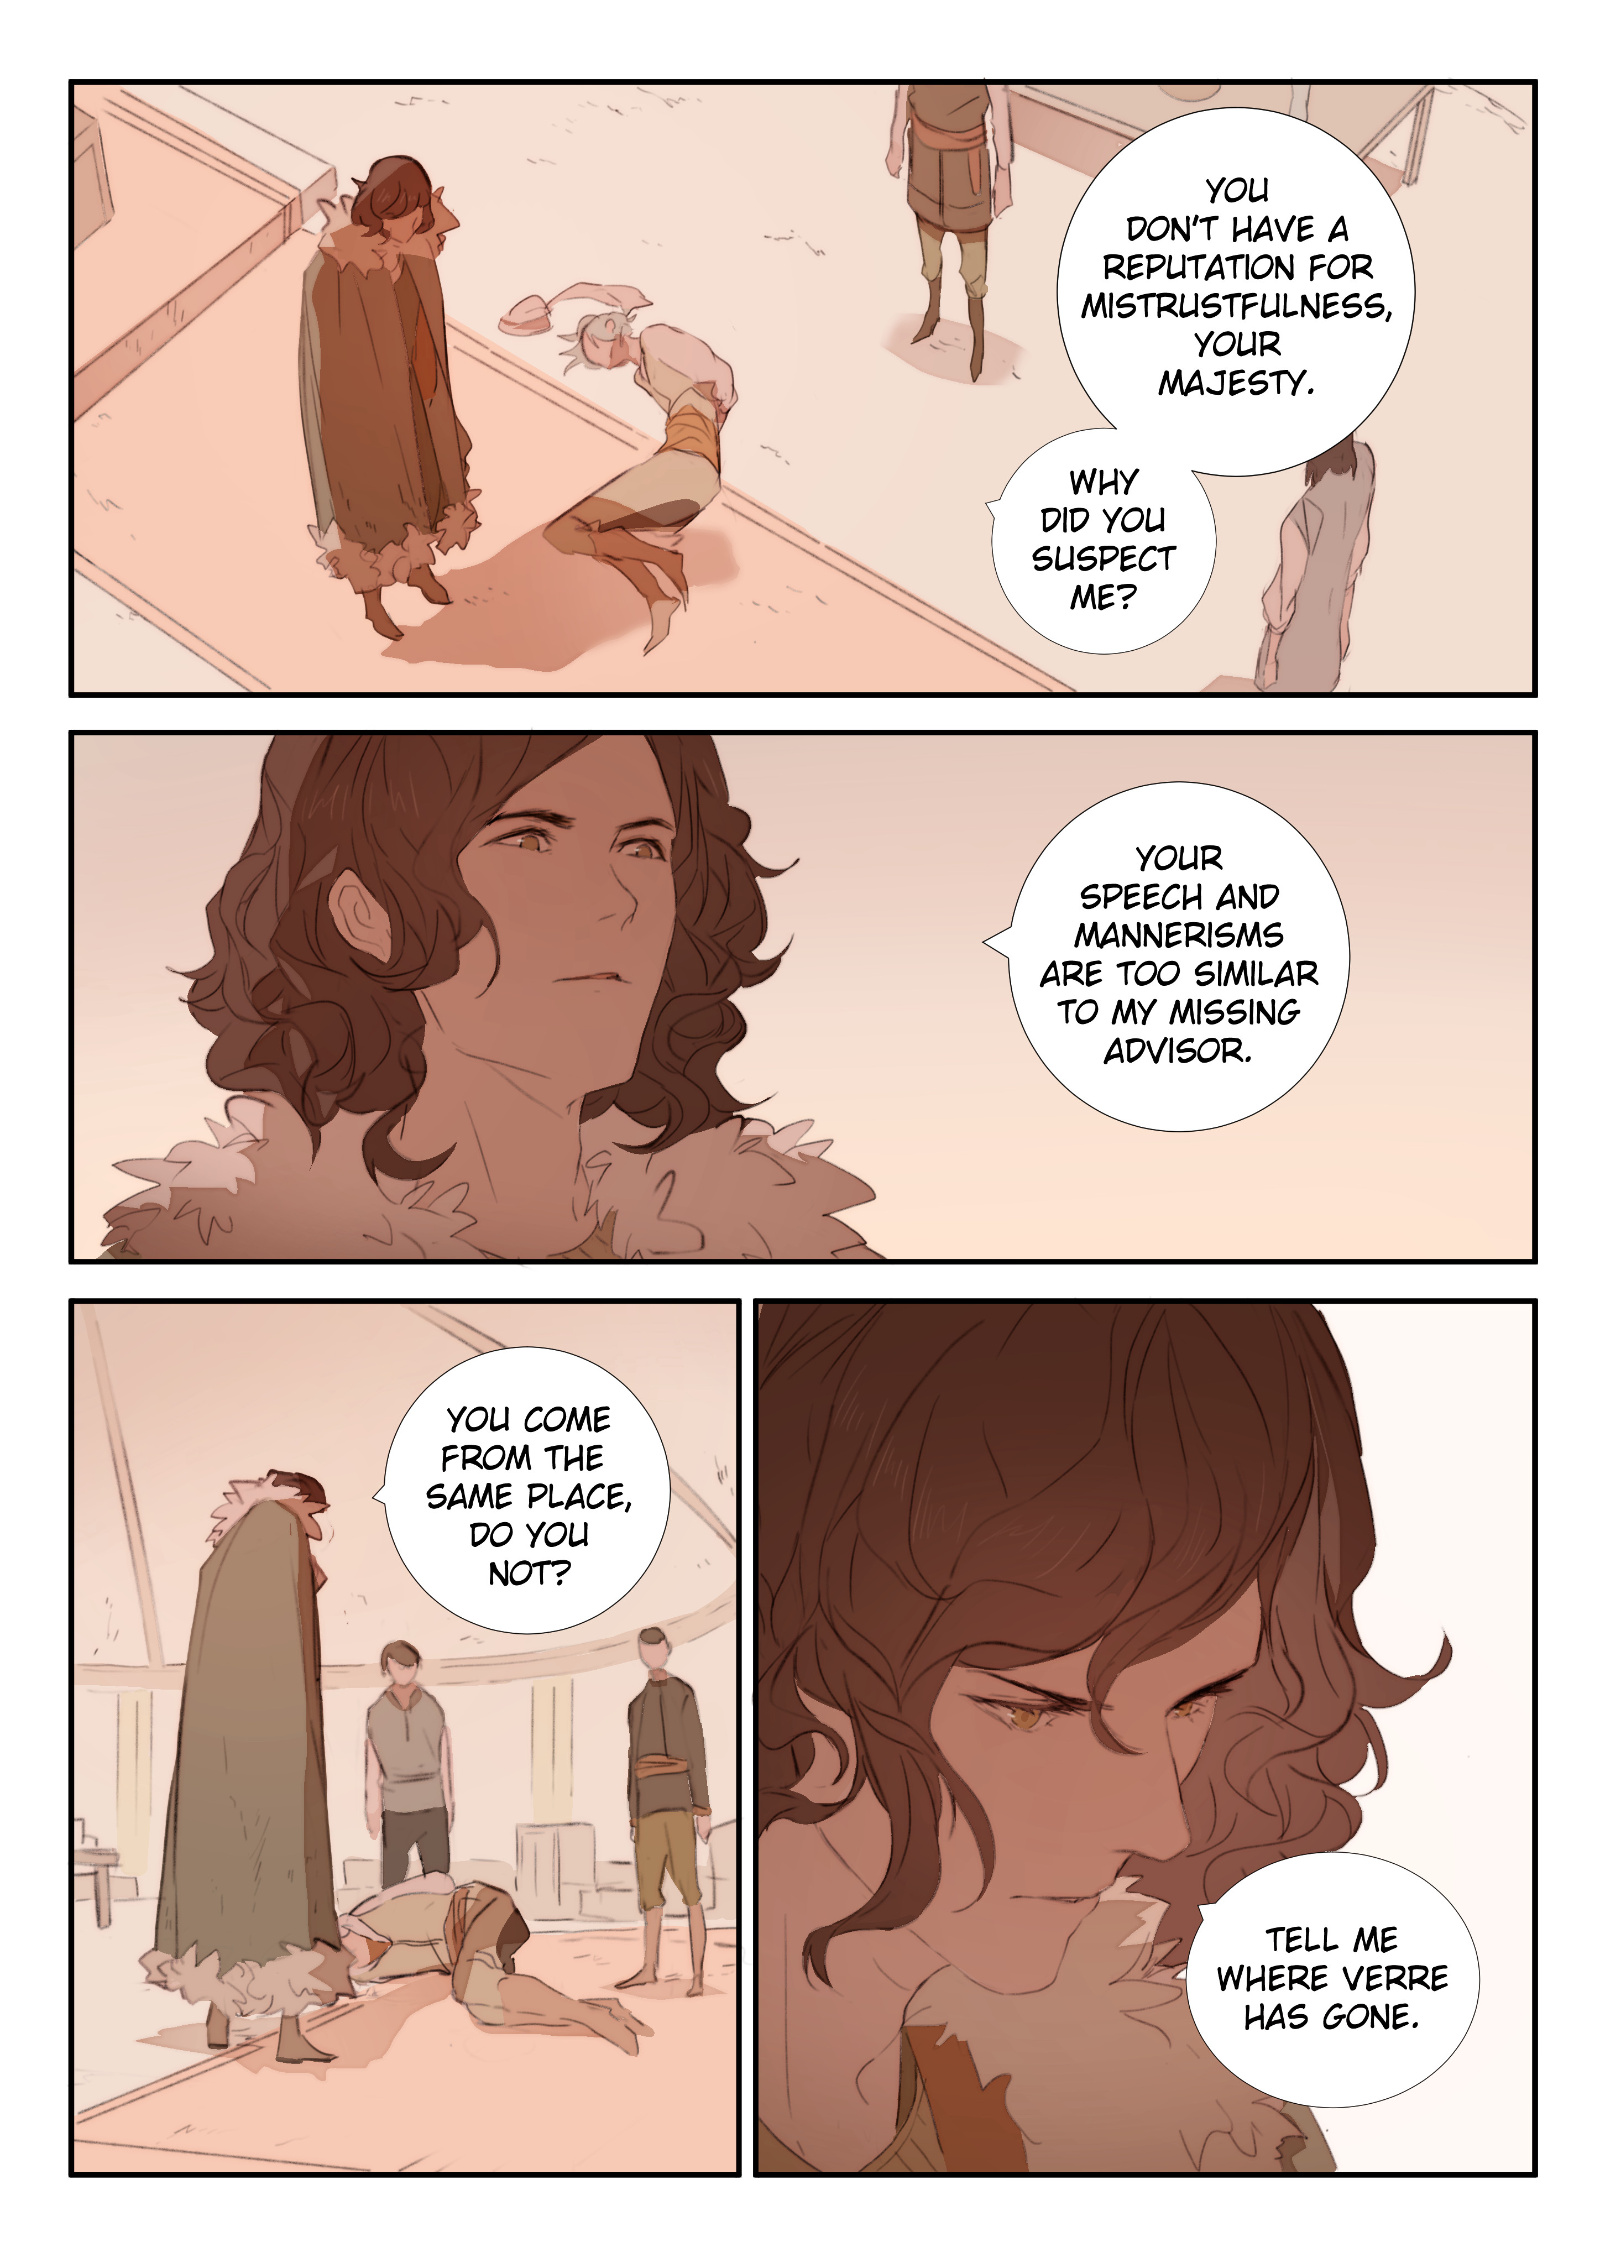 YOU
DON'T HAVE A
REPUTATION FOR
MISTRUSTFULNESS,
YOUR
MAJESTY.
WHY
DID YOU
SUSPECT
ME?
YOUR
SPEECH AND
MANNERISMS
ARE TOO SIMILAR
TO MY MISSING
ADVISOR.
YOU COME
FROM THE
SAME PLACE,
DO YOU
NOT?
TELL ME
WHERE VERRE
HAS GONE.